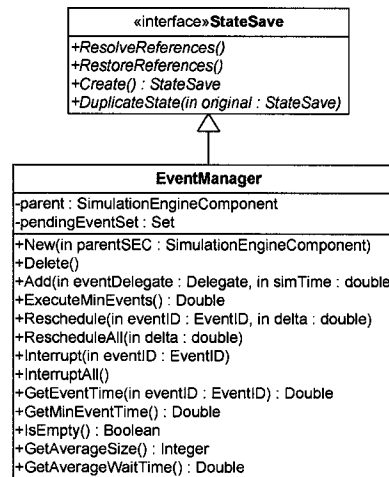 «interface»StateSave
+ResolveReferences()
+RestoreReferences()
+Create() : StateSave
+DuplicateState(in original : StateSave)
EventManager
-parent : SimulationEngineComponent
-pendingEventSet : Set
+New(in parentSEC : SimulationEngineComponent)
+Delete()
+Add(in eventDelegate : Delegate, in simTime : double)
+ExecuteMinEvents() : Double
+Reschedule(in eventID : EventID, in delta : double)
+RescheduleAll(in delta : double)
+Interrupt(in eventID : EventID)
+InterruptAll()
+GetEventTime(in eventID : EventID) : Double
+GetMinEventTime() : Double
+IsEmpty() : Boolean
+GetAverageSize() : Integer
+GetAverageWaitTime() : Double